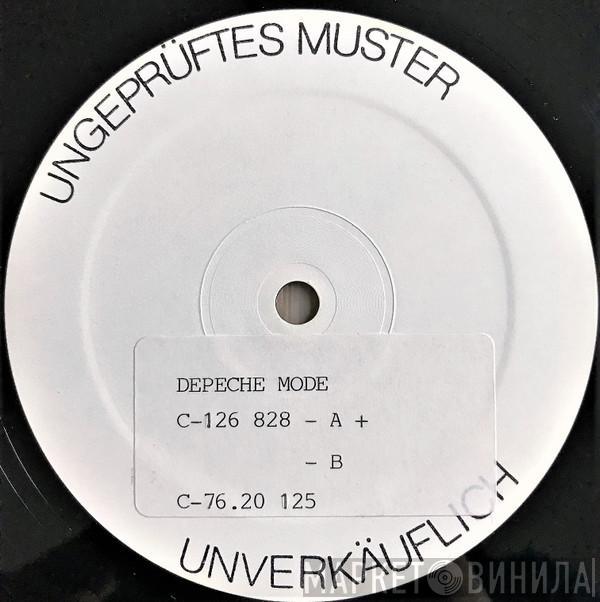 UNGEPRÜFTES MUSTER
DEPECHE MODE
C-126 828 - A +
- B
C-76.20 125
UNVERKÄUFLICH
МАРКЕТ ВИНИЛА